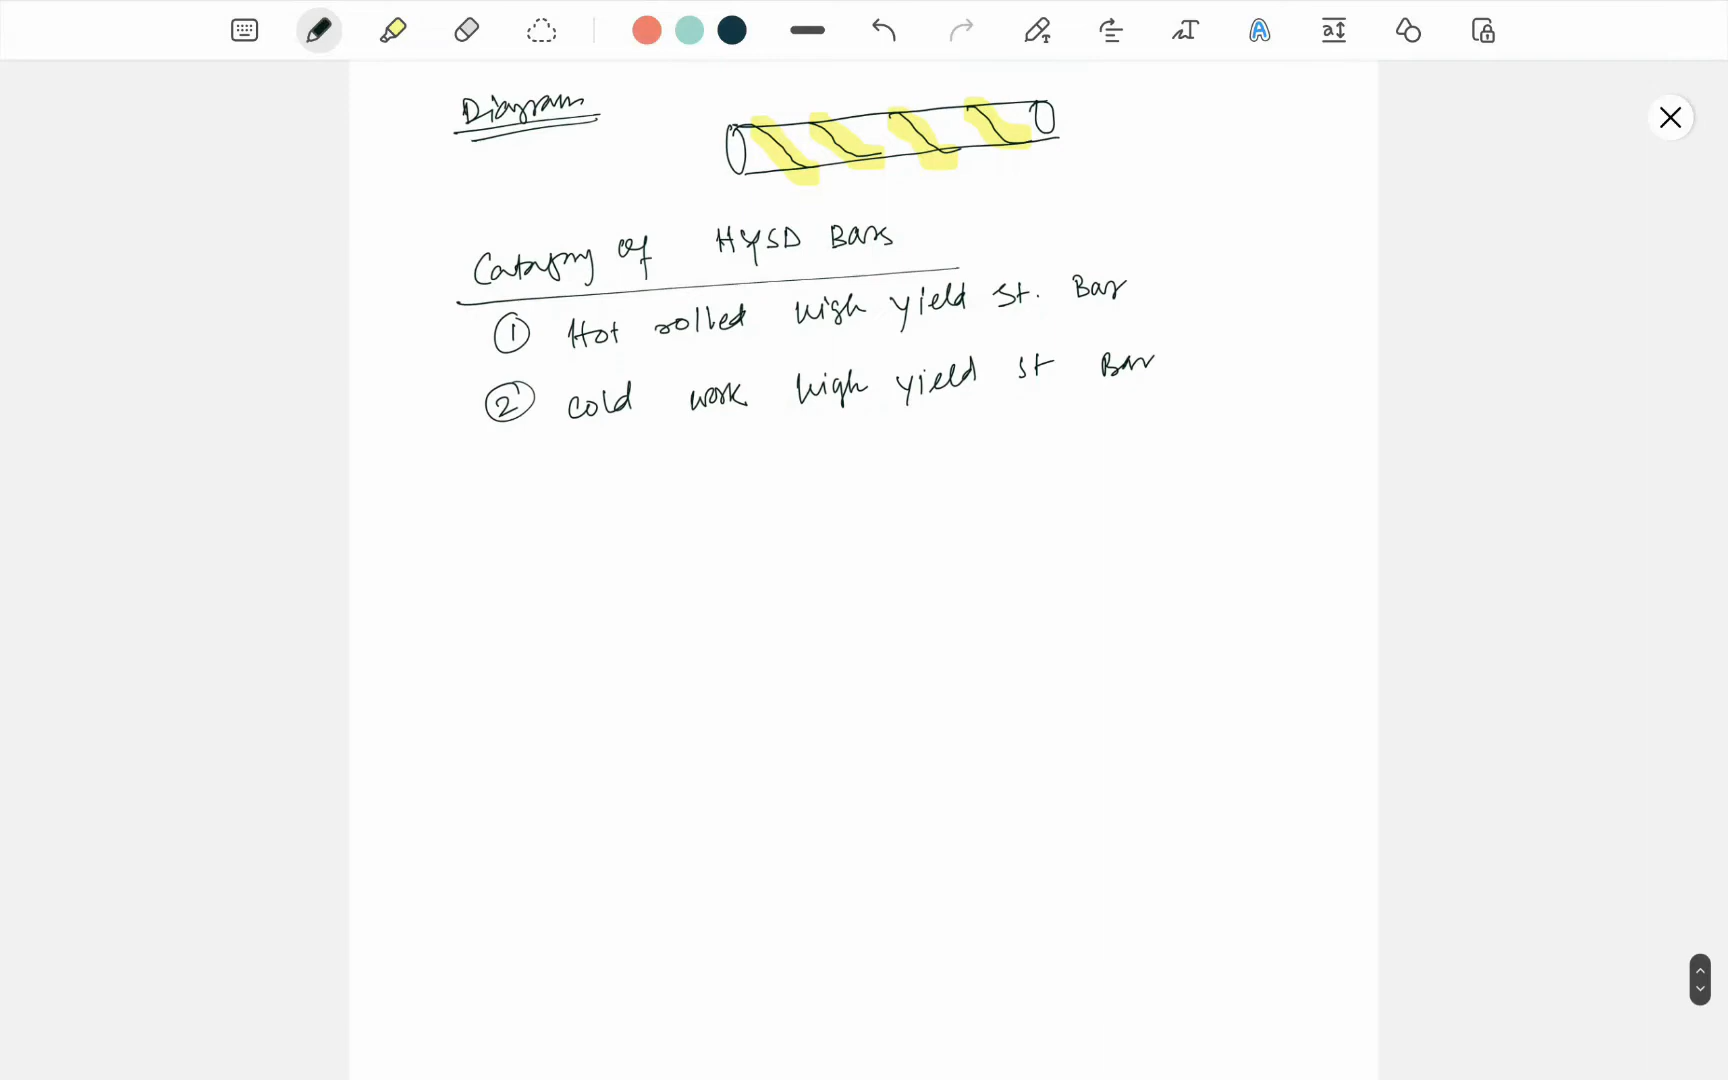 Diagram
Category of HYSD Bars
① Hot rolled high yield St. Bar
② Cold work high yield St Bar